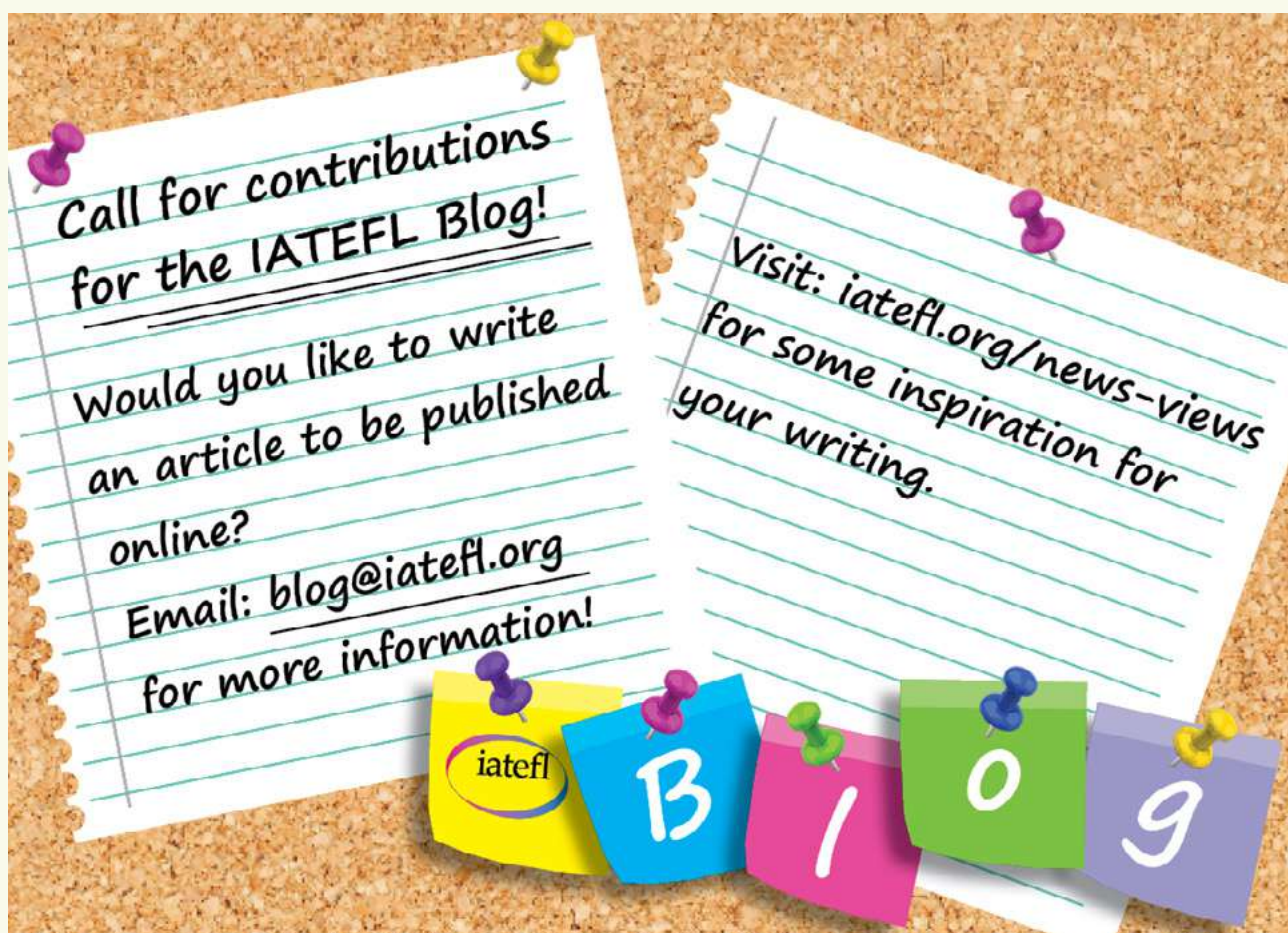 Call for contributions
for the IATEFL Blog!
Would you like to write
an article to be published
online?
Email: blog@iatefl.org
for more information!
Visit: iatefl.org/news-views
for some inspiration for
your writing.
iatefl
Blog